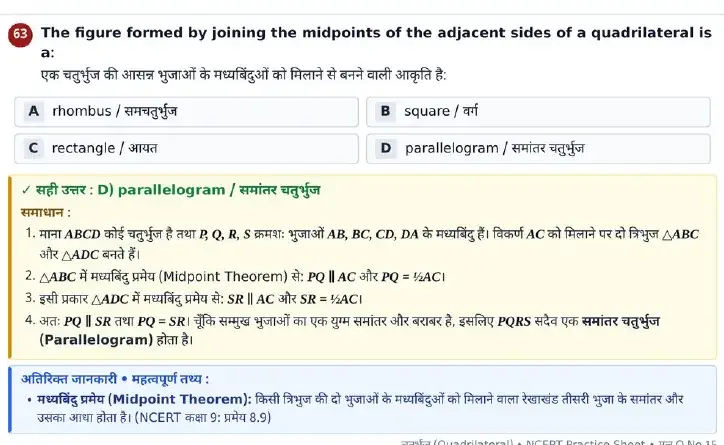 63 The figure formed by joining the midpoints of the adjacent sides of a quadrilateral is
a:
एक चतुर्भुज की आसन्न भुजाओं के मध्यबिंदुओं को मिलाने से बनने वाली आकृति है:
A rhombus / समचतुर्भुज
B square / वर्ग
C rectangle / आयत
D parallelogram / समांतर चतुर्भुज
✓ सही उत्तर : D) parallelogram / समांतर चतुर्भुज
समाधान :
1. माना ABCD कोई चतुर्भुज है तथा P, Q, R, S क्रमशः भुजाओं AB, BC, CD, DA के मध्यबिंदु हैं। विकर्ण AC को मिलाने पर दो त्रिभुज △ABC
और △ADC बनते हैं।
2. △ABC में मध्यबिंदु प्रमेय (Midpoint Theorem) से: PQ ∥ AC और PQ = ½AC।
3. इसी प्रकार △ADC में मध्यबिंदु प्रमेय से: SR ∥ AC और SR = ½AC।
4. अतः PQ ∥ SR तथा PQ = SR। चूँकि सम्मुख भुजाओं का एक युग्म समांतर और बराबर है, इसलिए PQRS सदैव एक समांतर चतुर्भुज
(Parallelogram) होता है।
अतिरिक्त जानकारी • महत्वपूर्ण तथ्य :
• मध्यबिंदु प्रमेय (Midpoint Theorem): किसी त्रिभुज की दो भुजाओं के मध्यबिंदुओं को मिलाने वाला रेखाखंड तीसरी भुजा के समांतर और
उसका आधा होता है। (NCERT कक्षा 9: प्रमेय 8.9)
चतुर्भुज (Quadrilateral) • NCERT Practice Sheet •